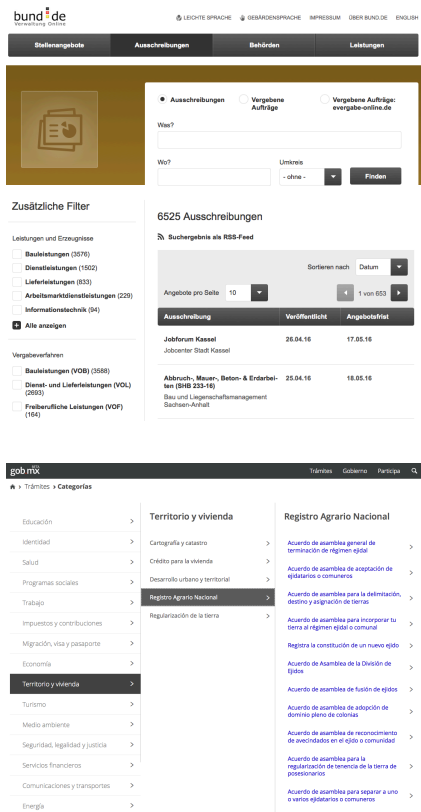 bund de
Verwaltung Online
LEICHTE SPRACHE GEBÄRDENSPRACHE IMPRESSUM ÜBER BUND.DE ENGLISH
Stellenangebote Ausschreibungen Behörden Leistungen
Ausschreibungen Vergebene Aufträge Vergebene Aufträge: evergabe-online.de
Was?
Wo? Umkreis
- ohne - Finden
Zusätzliche Filter
Leistungen und Erzeugnisse
Bauleistungen (3576)
Dienstleistungen (1502)
Lieferleistungen (833)
Arbeitsmarktdienstleistungen (229)
Informationstechnik (94)
Alle anzeigen
Vergabeverfahren
Bauleistungen (VOB) (3588)
Dienst- und Lieferleistungen (VOL)
(2693)
Freiberufliche Leistungen (VOF)
(164)
6525 Ausschreibungen
Suchergebnis als RSS-Feed
Sortieren nach Datum
Angebote pro Seite 10 1 von 653
Ausschreibung Veröffentlicht Angebotsfrist
Jobforum Kassel 26.04.16 17.05.16
Jobcenter Stadt Kassel
Abbruch-, Mauer-, Beton- & Erdarbei- 25.04.16 18.05.16
ten (SHB 233-16)
Bau und Liegenschaftsmanagement
Sachsen-Anhalt
gob mx BETA Trámites Gobierno Participa
Trámites Categorías
Educación
Identidad
Salud
Programas sociales
Trabajo
Impuestos y contribuciones
Migración, visa y pasaporte
Economía
Territorio y vivienda
Turismo
Medio ambiente
Seguridad, legalidad y justicia
Servicios financieros
Comunicaciones y transportes
Energía
Territorio y vivienda
Cartografía y catastro
Crédito para la vivienda
Desarrollo urbano y territorial
Registro Agrario Nacional
Regularización de la tierra
Registro Agrario Nacional
Acuerdo de asamblea general de
terminación de régimen ejidal
Acuerdo de asamblea de aceptación de
ejidatarios o comuneros
Acuerdo de asamblea para la delimitación,
destino y asignación de tierras
Acuerdo de asamblea para incorporar tu
tierra al régimen ejidal o comunal
Registra la constitución de un nuevo ejido
Acuerdo de Asamblea de la División de
Ejidos
Acuerdo de asamblea de fusión de ejidos
Acuerdo de asamblea de adopción de
dominio pleno de colonias
Acuerdo de asamblea de reconocimiento
de avecindados en el ejido o comunidad
Acuerdo de asamblea para la
regularización de tenencia de la tierra de
posesionarios
Acuerdo de asamblea para separar a uno
o varios ejidatarios o comuneros